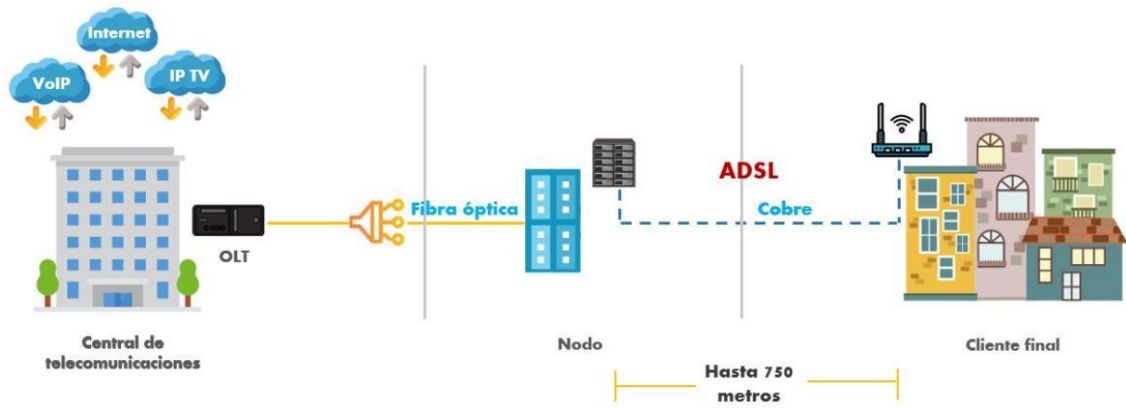 Internet
VoIP
IP TV
OLT
Fibra óptica
ADSL
Cobre
Central de
telecomunicaciones
Nodo
Cliente final
Hasta 750
metros